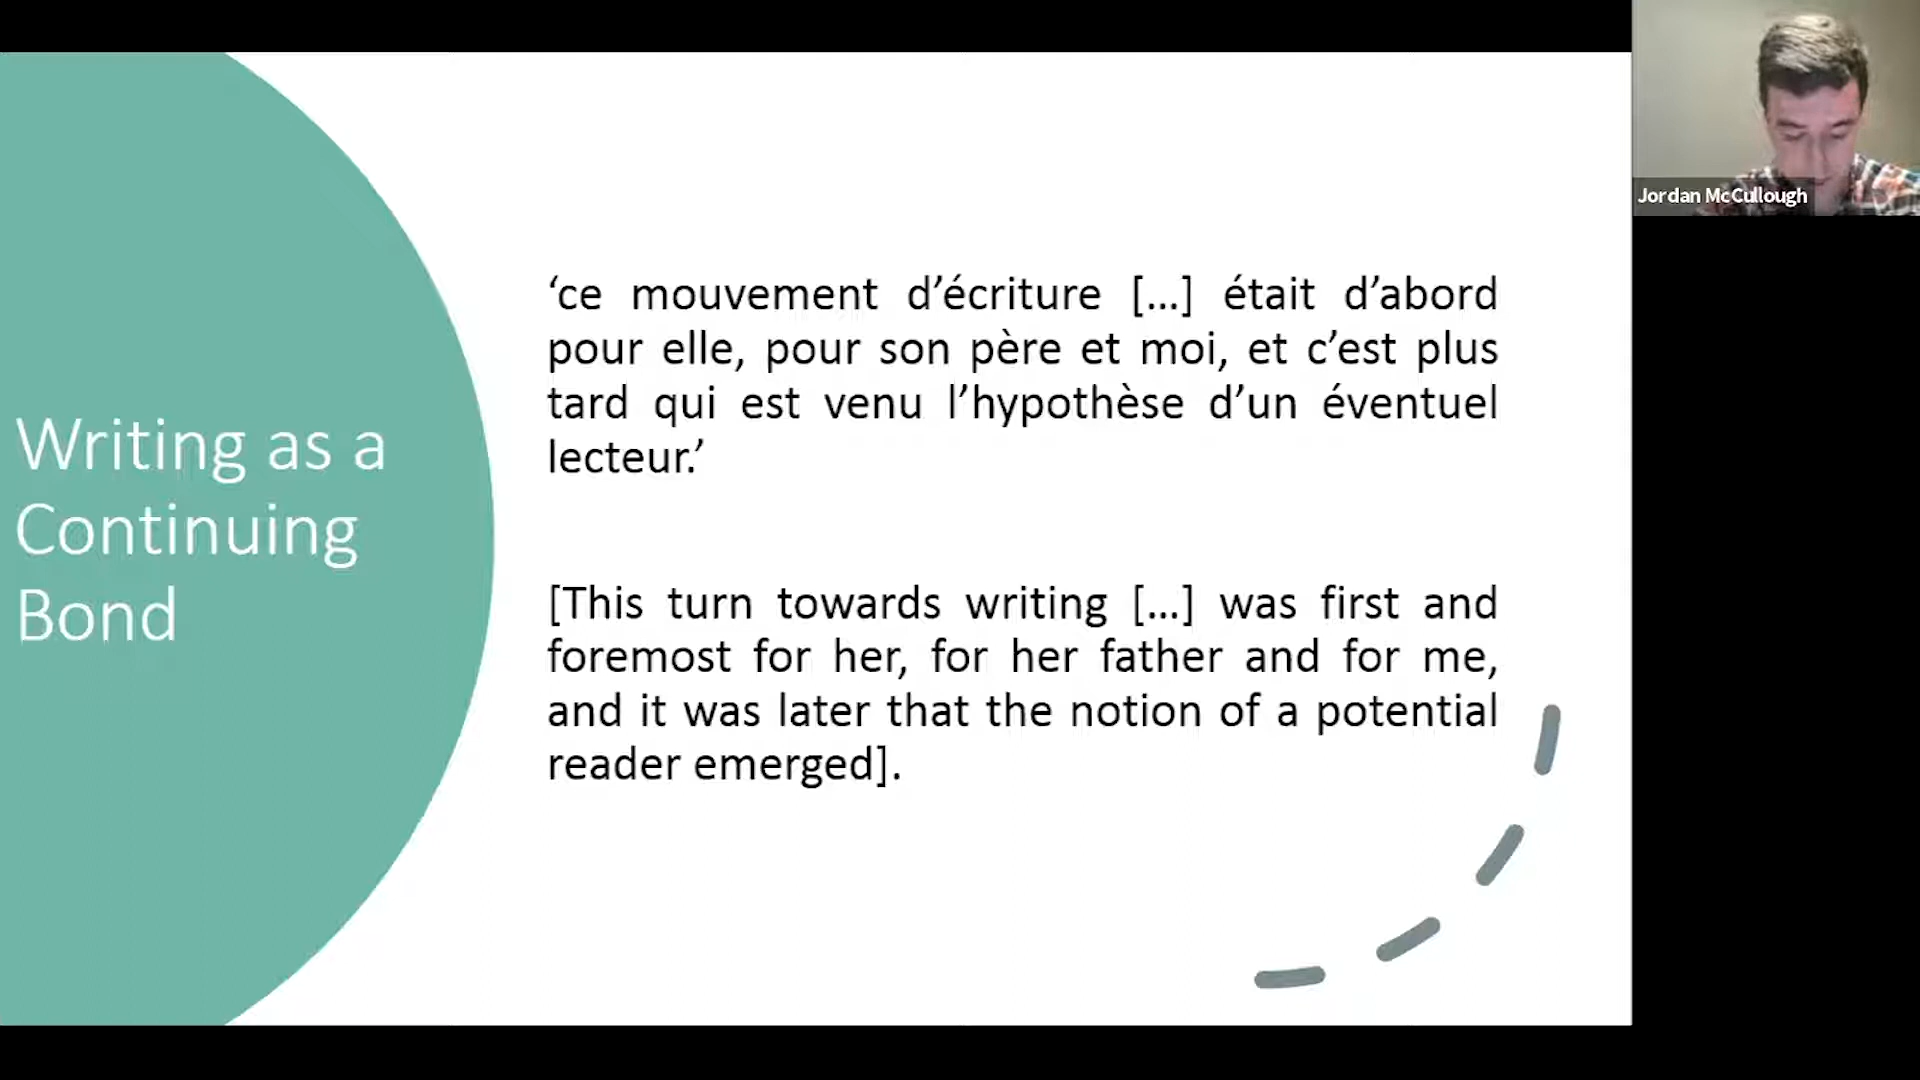 Writing as a
Continuing
Bond
‘ce mouvement d’écriture [...] était d’abord
pour elle, pour son père et moi, et c’est plus
tard qui est venu l’hypothèse d’un éventuel
lecteur.’
[This turn towards writing [...] was first and
foremost for her, for her father and for me,
and it was later that the notion of a potential
reader emerged].
Jordan McCullough